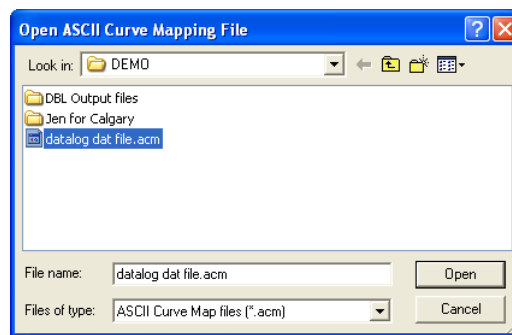 Open ASCII Curve Mapping File
Look in: DEMO
DBL Output files
Jen for Calgary
datalog dat file.acm
File name: datalog dat file.acm Open
Files of type: ASCII Curve Map files (*.acm) Cancel